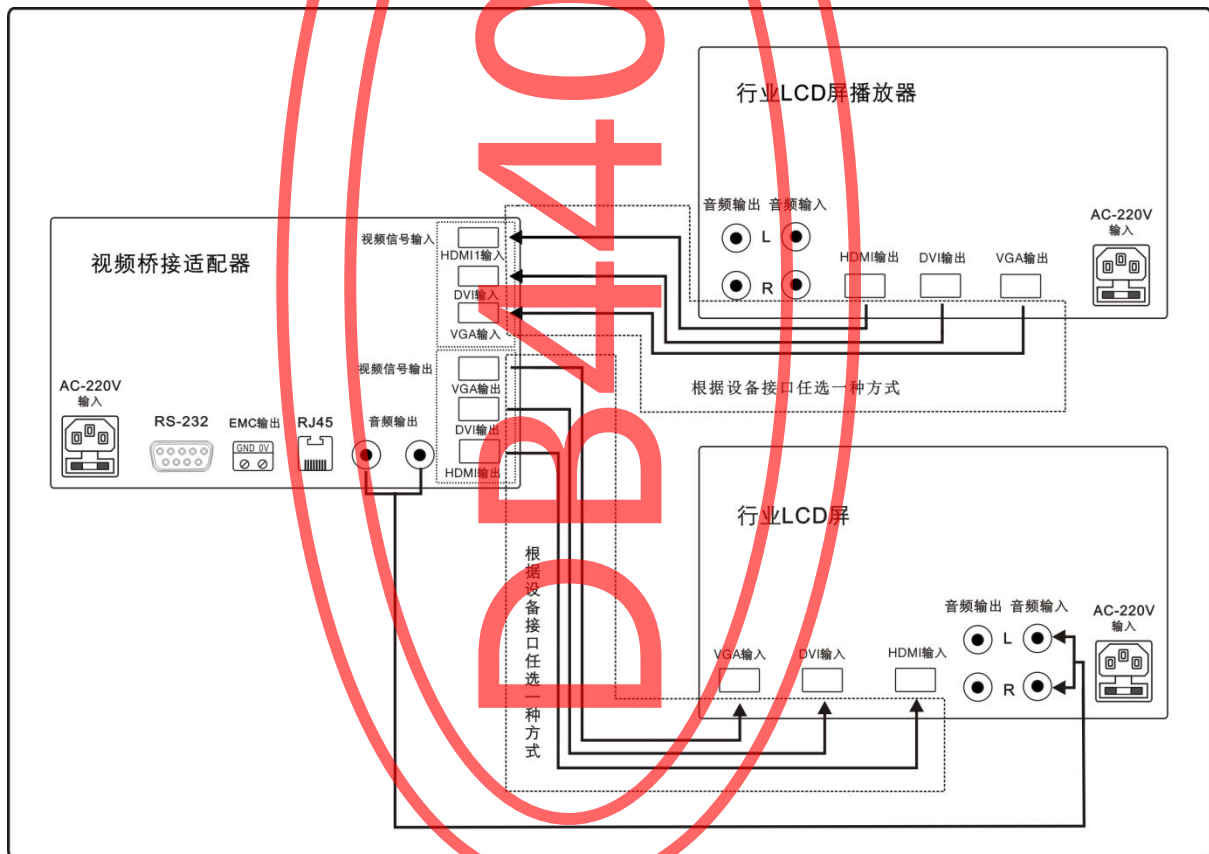 行业LCD屏播放器
音频输出 音频输入
L
R
HDMI输出 DVI输出 VGA输出
AC-220V
输入
视频桥接适配器
视频信号输入
HDMI1输入
DVI输入
VGA输入
视频信号输出
VGA输出
DVI输出
HDMI输出
AC-220V
输入
RS-232
EMC输出
GND 0V
RJ45
音频输出
根据设备接口任选一种方式
根据设备接口任选一种方式
行业LCD屏
VGA输入 DVI输入 HDMI输入
音频输出 音频输入
L
R
AC-220V
输入
DB440